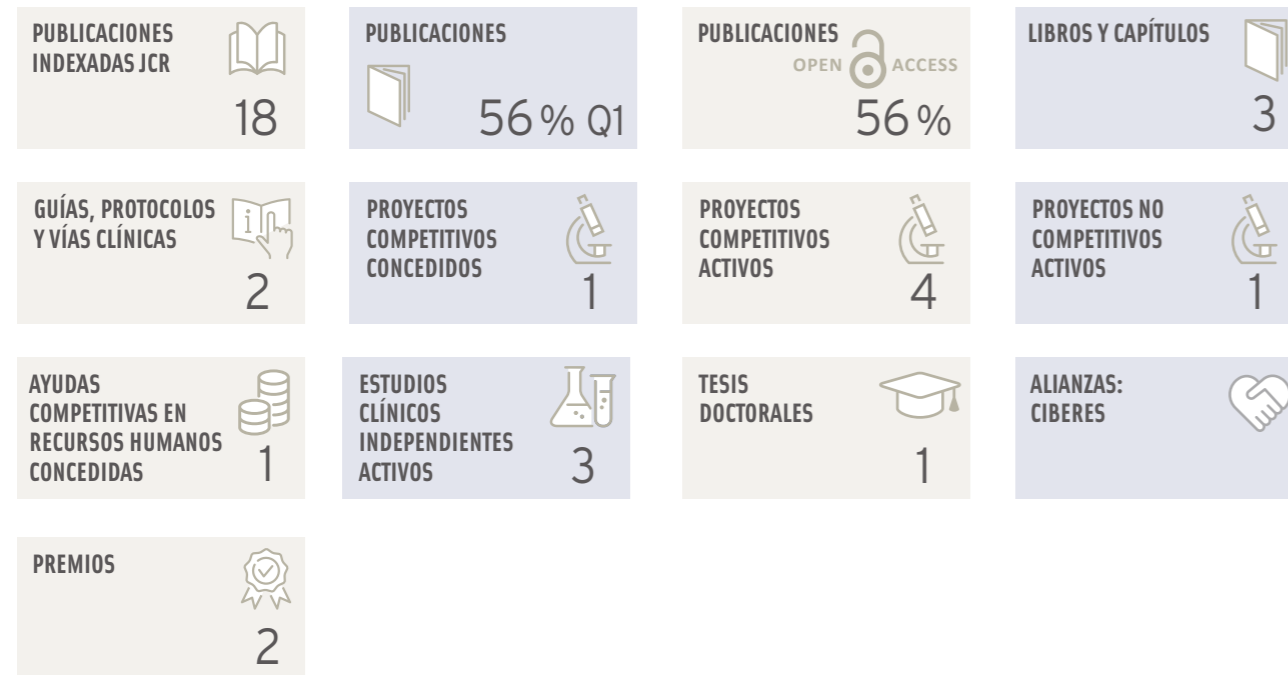 PUBLICACIONES
INDEXADAS JCR
18
PUBLICACIONES
56 % Q1
PUBLICACIONES
OPEN ACCESS
56 %
LIBROS Y CAPÍTULOS
3
GUÍAS, PROTOCOLOS
Y VÍAS CLÍNICAS
i
2
PROYECTOS
COMPETITIVOS
CONCEDIDOS
1
PROYECTOS
COMPETITIVOS
ACTIVOS
4
PROYECTOS NO
COMPETITIVOS
ACTIVOS
1
AYUDAS
COMPETITIVAS EN
RECURSOS HUMANOS
CONCEDIDAS
1
ESTUDIOS
CLÍNICOS
INDEPENDIENTES
ACTIVOS
3
TESIS
DOCTORALES
1
ALIANZAS:
CIBERES
PREMIOS
2